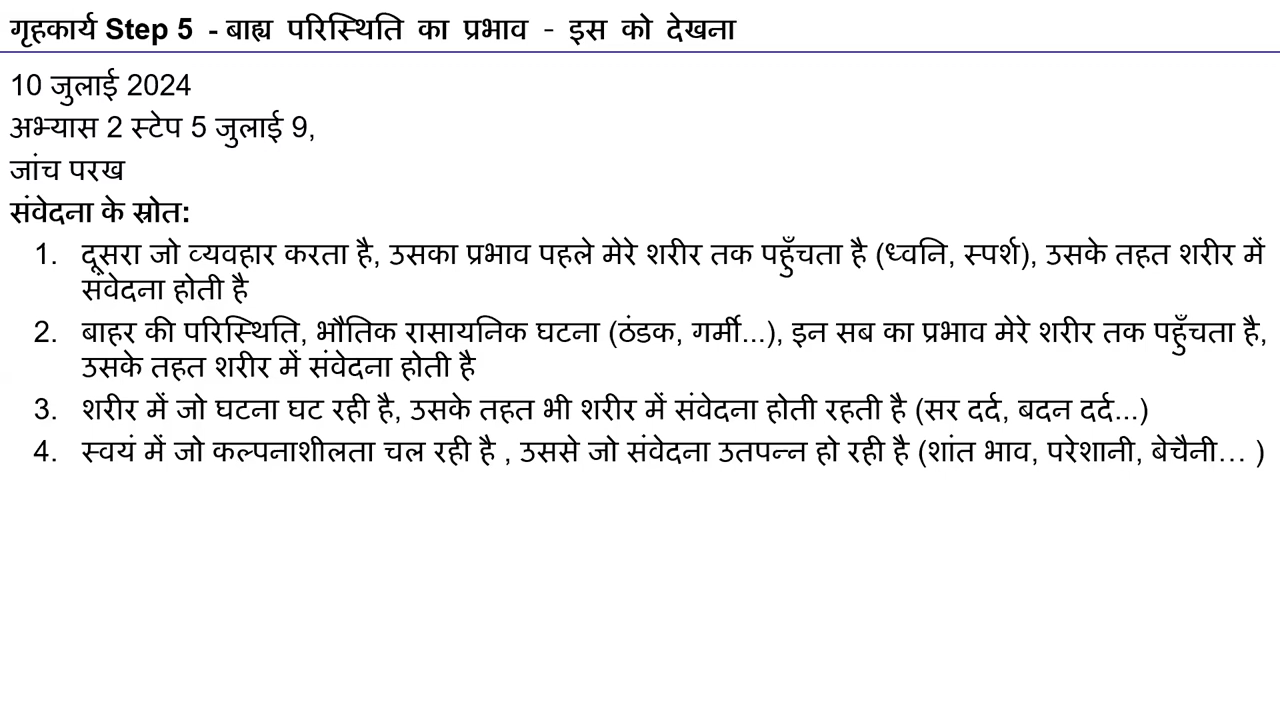 गृहकार्य Step 5 - बाह्य परिस्थिति का प्रभाव - इस को देखना
10 जुलाई 2024
अभ्यास 2 स्टेप 5 जुलाई 9,
जांच परख
संवेदना के स्रोत:
1. दूसरा जो व्यवहार करता है, उसका प्रभाव पहले मेरे शरीर तक पहुँचता है (ध्वनि, स्पर्श), उसके तहत शरीर में
संवेदना होती है
2. बाहर की परिस्थिति, भौतिक रासायनिक घटना (ठंडक, गर्मी...), इन सब का प्रभाव मेरे शरीर तक पहुँचता है,
उसके तहत शरीर में संवेदना होती है
3. शरीर में जो घटना घट रही है, उसके तहत भी शरीर में संवेदना होती रहती है (सर दर्द, बदन दर्द...)
4. स्वयं में जो कल्पनाशीलता चल रही है , उससे जो संवेदना उतपन्न हो रही है (शांत भाव, परेशानी, बेचैनी... )